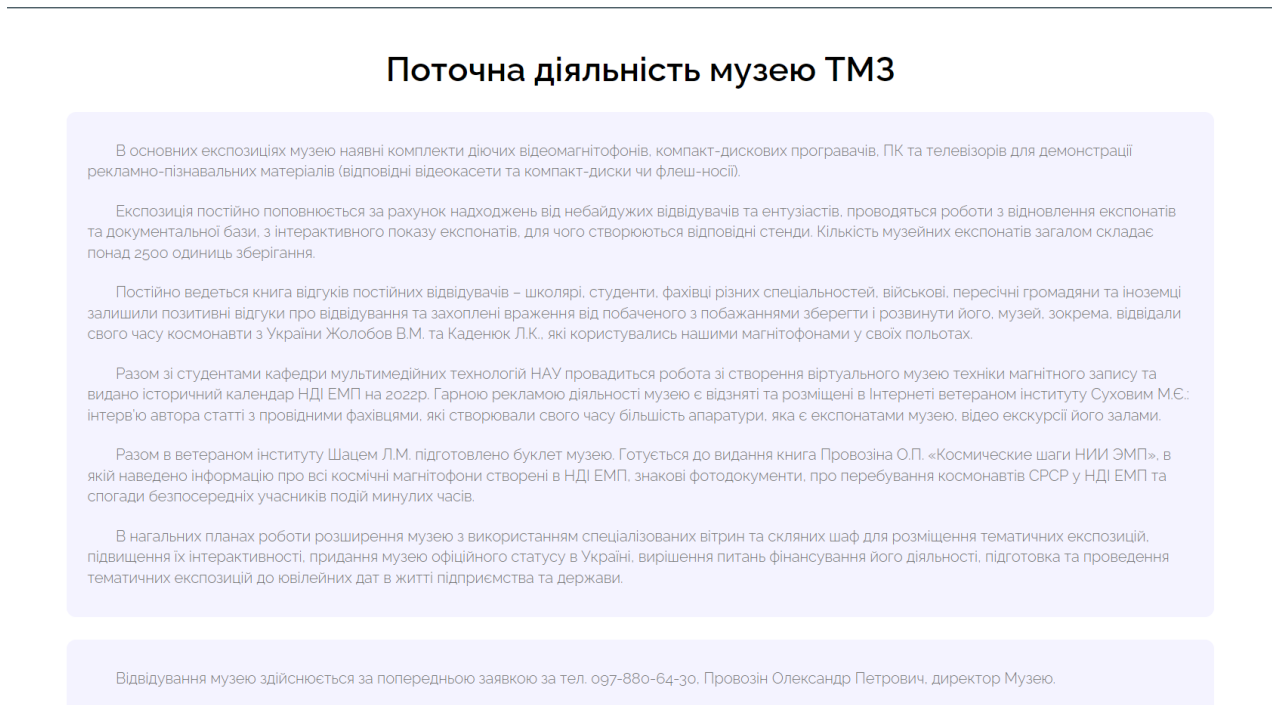 Поточна діяльність музею ТМЗ
В основних експозиціях музею наявні комплекти діючих відеомагнітофонів, компакт-дискових програвачів, ПК та телевізорів для демонстрації
рекламно-пізнавальних матеріалів (відповідні відеокасети та компакт-диски чи флеш-носії).
Експозиція постійно поповнюється за рахунок надходжень від небайдужих відвідувачів та ентузіастів, проводяться роботи з відновлення експонатів
та документальної бази, з інтерактивного показу експонатів, для чого створюються відповідні стенди. Кількість музейних експонатів загалом складає
понад 2500 одиниць зберігання.
Постійно ведеться книга відгуків постійних відвідувачів – школярі, студенти, фахівці різних спеціальностей, військові, пересічні громадяни та іноземці
залишили позитивні відгуки про відвідування та захоплені враження від побаченого з побажаннями зберегти і розвинути його, музей, зокрема, відвідали
свого часу космонавти з України Жолобов В.М. та Каденюк Л.К., які користувались нашими магнітофонами у своїх польотах.
Разом зі студентами кафедри мультимедійних технологій НАУ провадиться робота зі створення віртуального музею техніки магнітного запису та
видано історичний календар НДІ ЕМП на 2022р. Гарною рекламою діяльності музею є відзняті та розміщені в Інтернеті ветераном інституту Суховим М.Є.:
інтерв'ю автора статті з провідними фахівцями, які створювали свого часу більшість апаратури, яка є експонатами музею, відео екскурсії його залами.
Разом в ветераном інституту Шацем Л.М. підготовлено буклет музею. Готується до видання книга Провозіна О.П. «Космические шаги НИИ ЭМП», в
якій наведено інформацію про всі космічні магнітофони створені в НДІ ЕМП, знакові фотодокументи, про перебування космонавтів СРСР у НДІ ЕМП та
спогади безпосередніх учасників подій минулих часів.
В нагальних планах роботи розширення музею з використанням спеціалізованих вітрин та скляних шаф для розміщення тематичних експозицій,
підвищення їх інтерактивності, придання музею офіційного статусу в Україні, вирішення питань фінансування його діяльності, підготовка та проведення
тематичних експозицій до ювілейних дат в житті підприємства та держави.
Відвідування музею здійснюється за попередньою заявкою за тел. 097-880-64-30, Провозін Олександр Петрович, директор Музею.